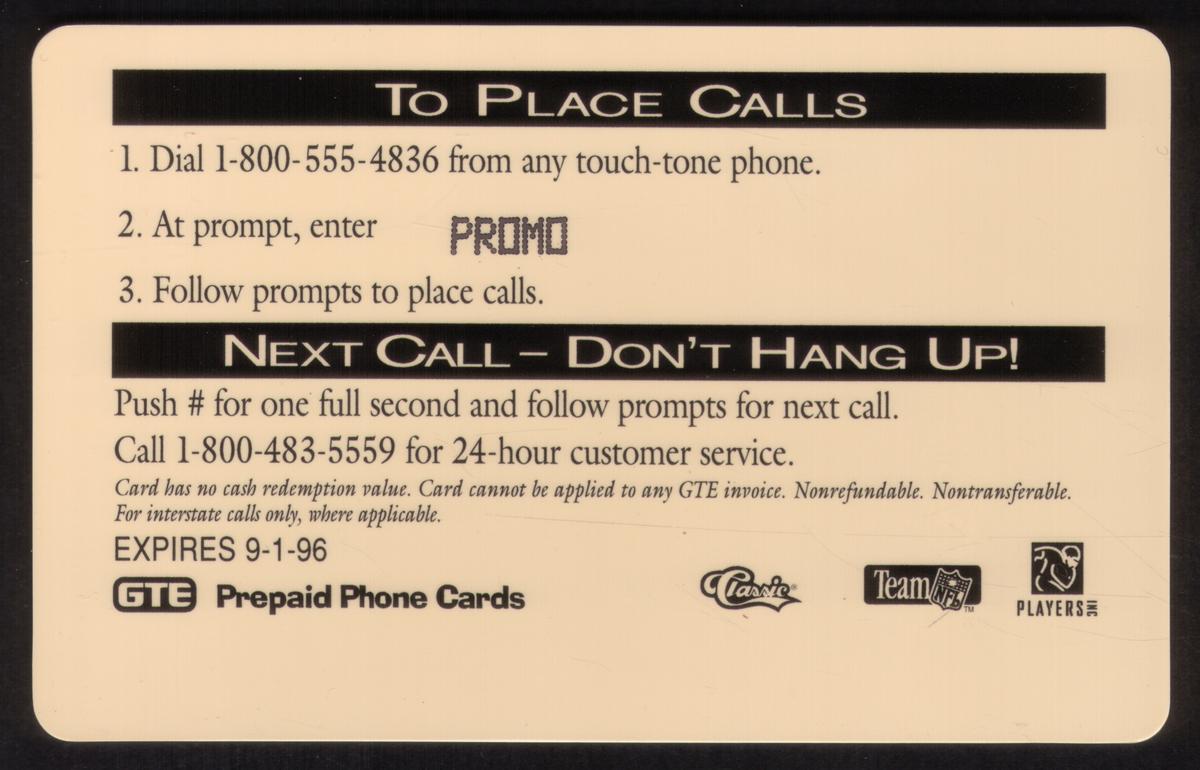 TO PLACE CALLS
1. Dial 1-800-555-4836 from any touch-tone phone.
2. At prompt, enter PROMO
3. Follow prompts to place calls.
NEXT CALL – DON'T HANG UP!
Push # for one full second and follow prompts for next call.
Call 1-800-483-5559 for 24-hour customer service.
Card has no cash redemption value. Card cannot be applied to any GTE invoice. Nonrefundable. Nontransferable.
For interstate calls only, where applicable.
EXPIRES 9-1-96
GTE Prepaid Phone Cards Classic® Team NFL™ PLAYERS INC